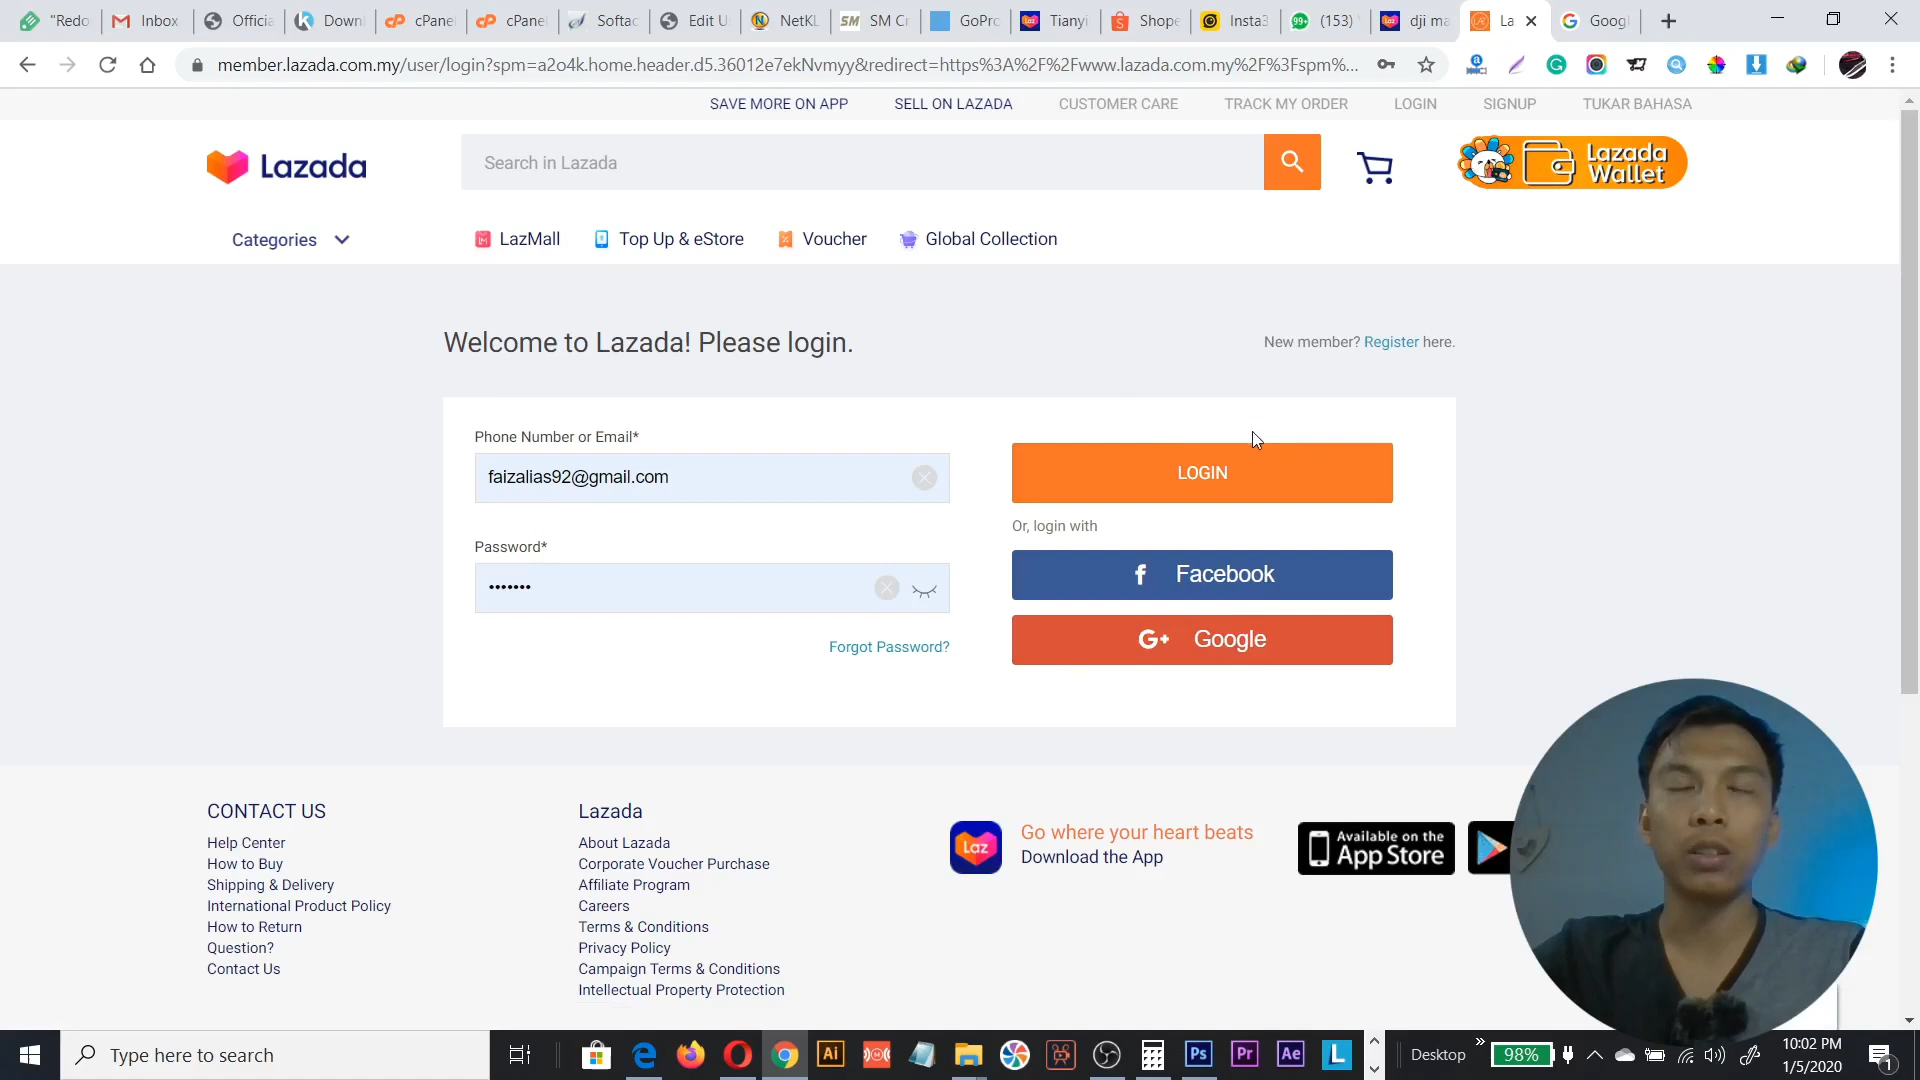 "Redo
Inbox
Officia
Down
cPane
cPane
Softac
Edit U
NetKL
SM Cr
GoPro
Tianyi
Shope
Insta3
(153)
dji ma
La
Googl
member.lazada.com.my/user/login?spm=a2o4k.home.header.d5.36012e7ekNvmyy&redirect=https%3A%2F%2Fwww.lazada.com.my%2F%3Fspm%...
SAVE MORE ON APP
SELL ON LAZADA
CUSTOMER CARE
TRACK MY ORDER
LOGIN
SIGNUP
TUKAR BAHASA
Lazada
Search in Lazada
Lazada
Wallet
Categories
LazMall
Top Up & eStore
Voucher
Global Collection
Welcome to Lazada! Please login.
New member? Register here.
Phone Number or Email*
faizalias92@gmail.com
LOGIN
Or, login with
Password*
•••••••
f Facebook
Forgot Password?
G+ Google
CONTACT US
Help Center
How to Buy
Shipping & Delivery
International Product Policy
How to Return
Question?
Contact Us
Lazada
About Lazada
Corporate Voucher Purchase
Affiliate Program
Careers
Terms & Conditions
Privacy Policy
Campaign Terms & Conditions
Intellectual Property Protection
Laz
Go where your heart beats
Download the App
Available on the
App Store
Type here to search
Ai
Ps
Pr
Ae
L
Desktop
98%
10:02 PM
1/5/2020
1